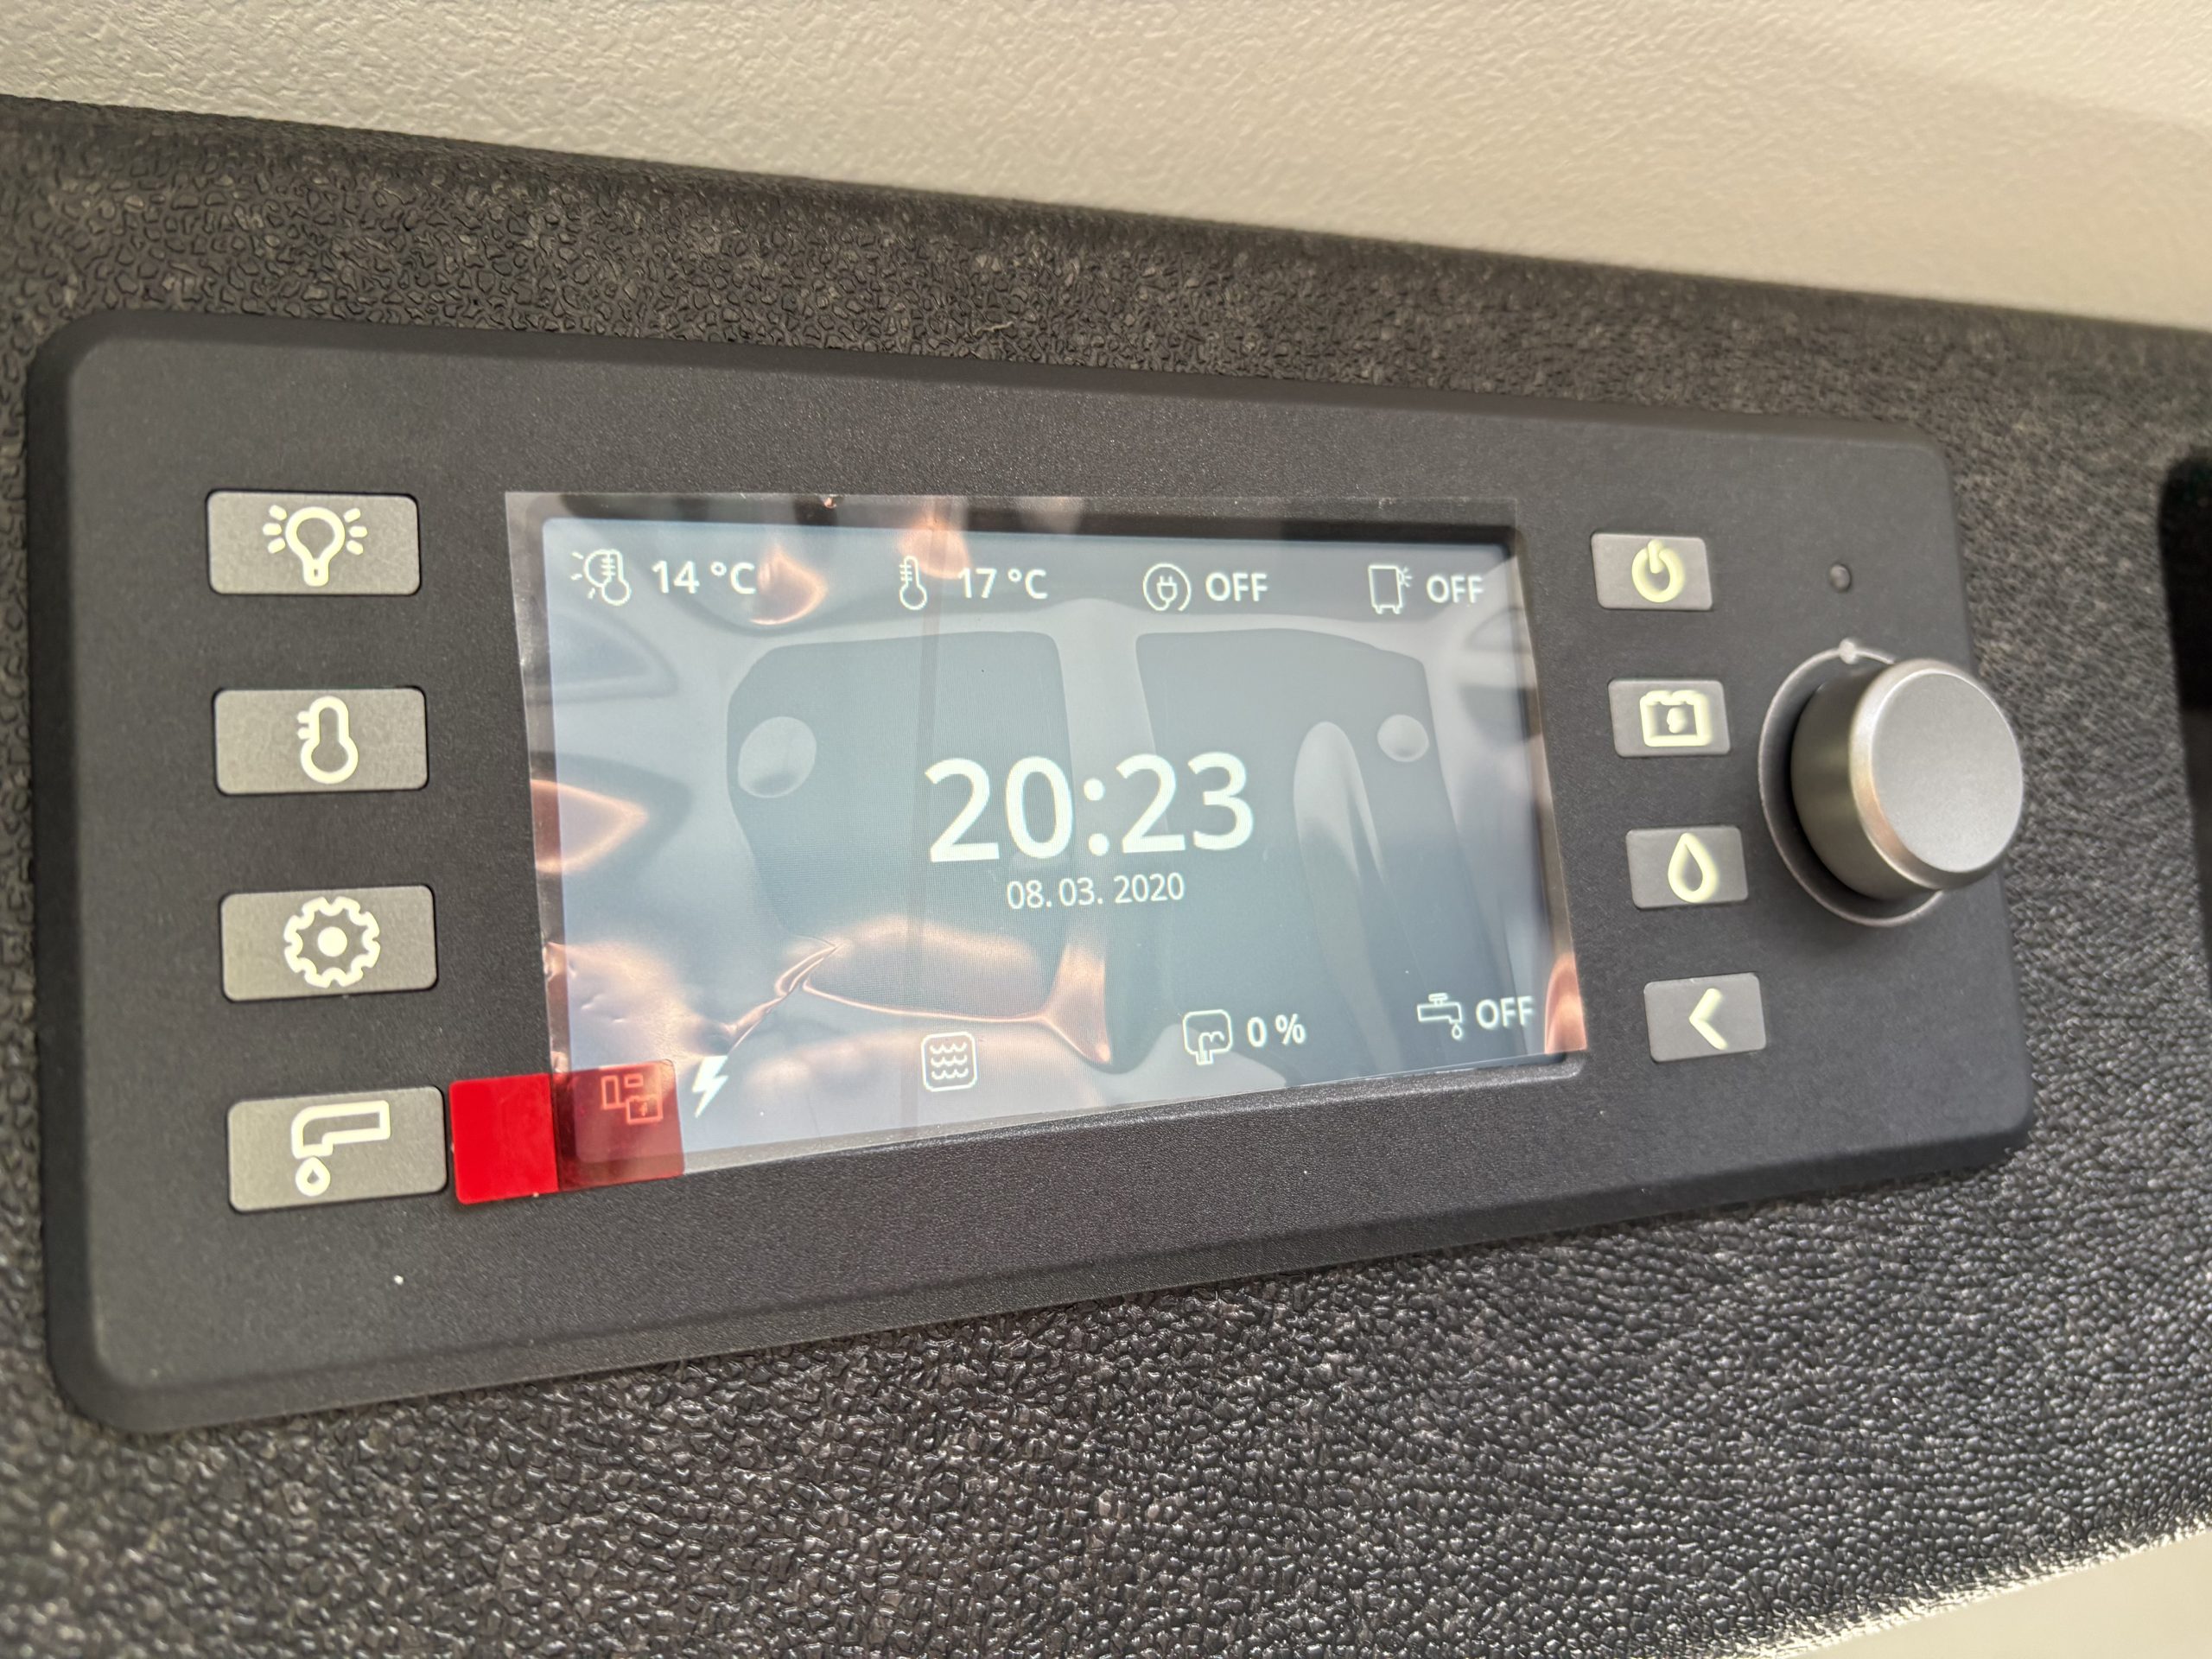 14 °C 17 °C OFF OFF
20:23
08. 03. 2020
0 % OFF